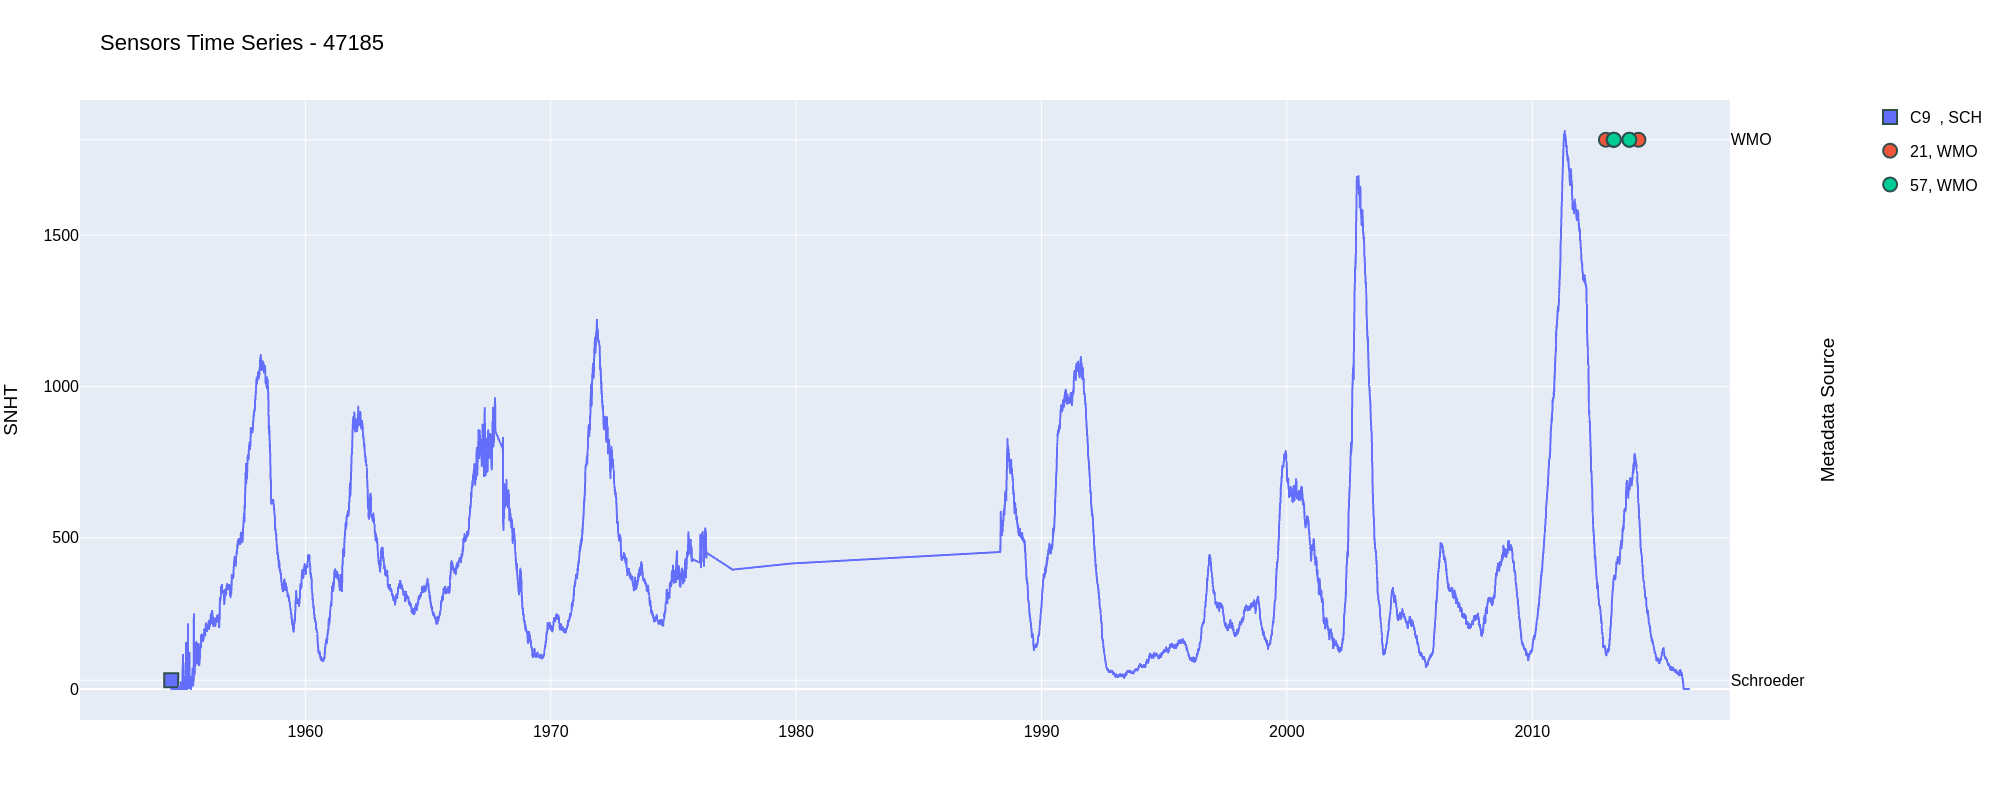 Sensors Time Series - 47185
C9  , SCH
21, WMO
57, WMO
WMO
1500
1000
500
0
Schroeder
SNHT
Metadata Source
1960
1970
1980
1990
2000
2010